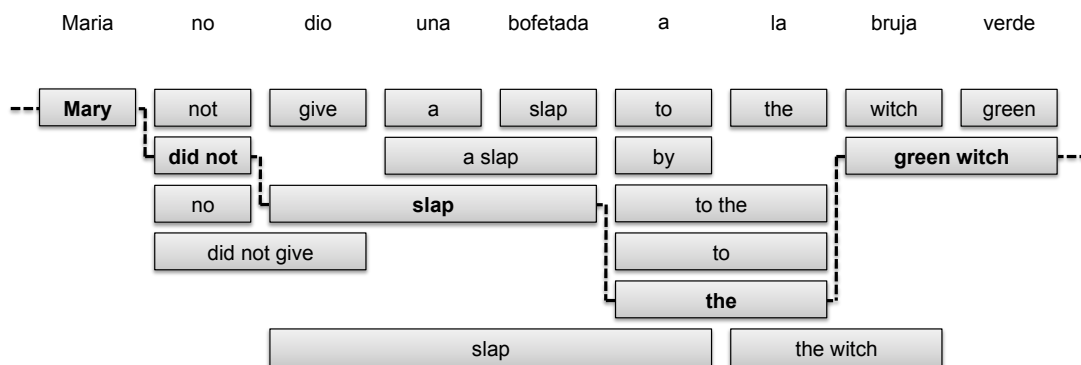 Maria no dio una bofetada a la bruja verde
Mary not give a slap to the witch green
did not a slap by green witch
no slap to the
did not give to
the
slap the witch